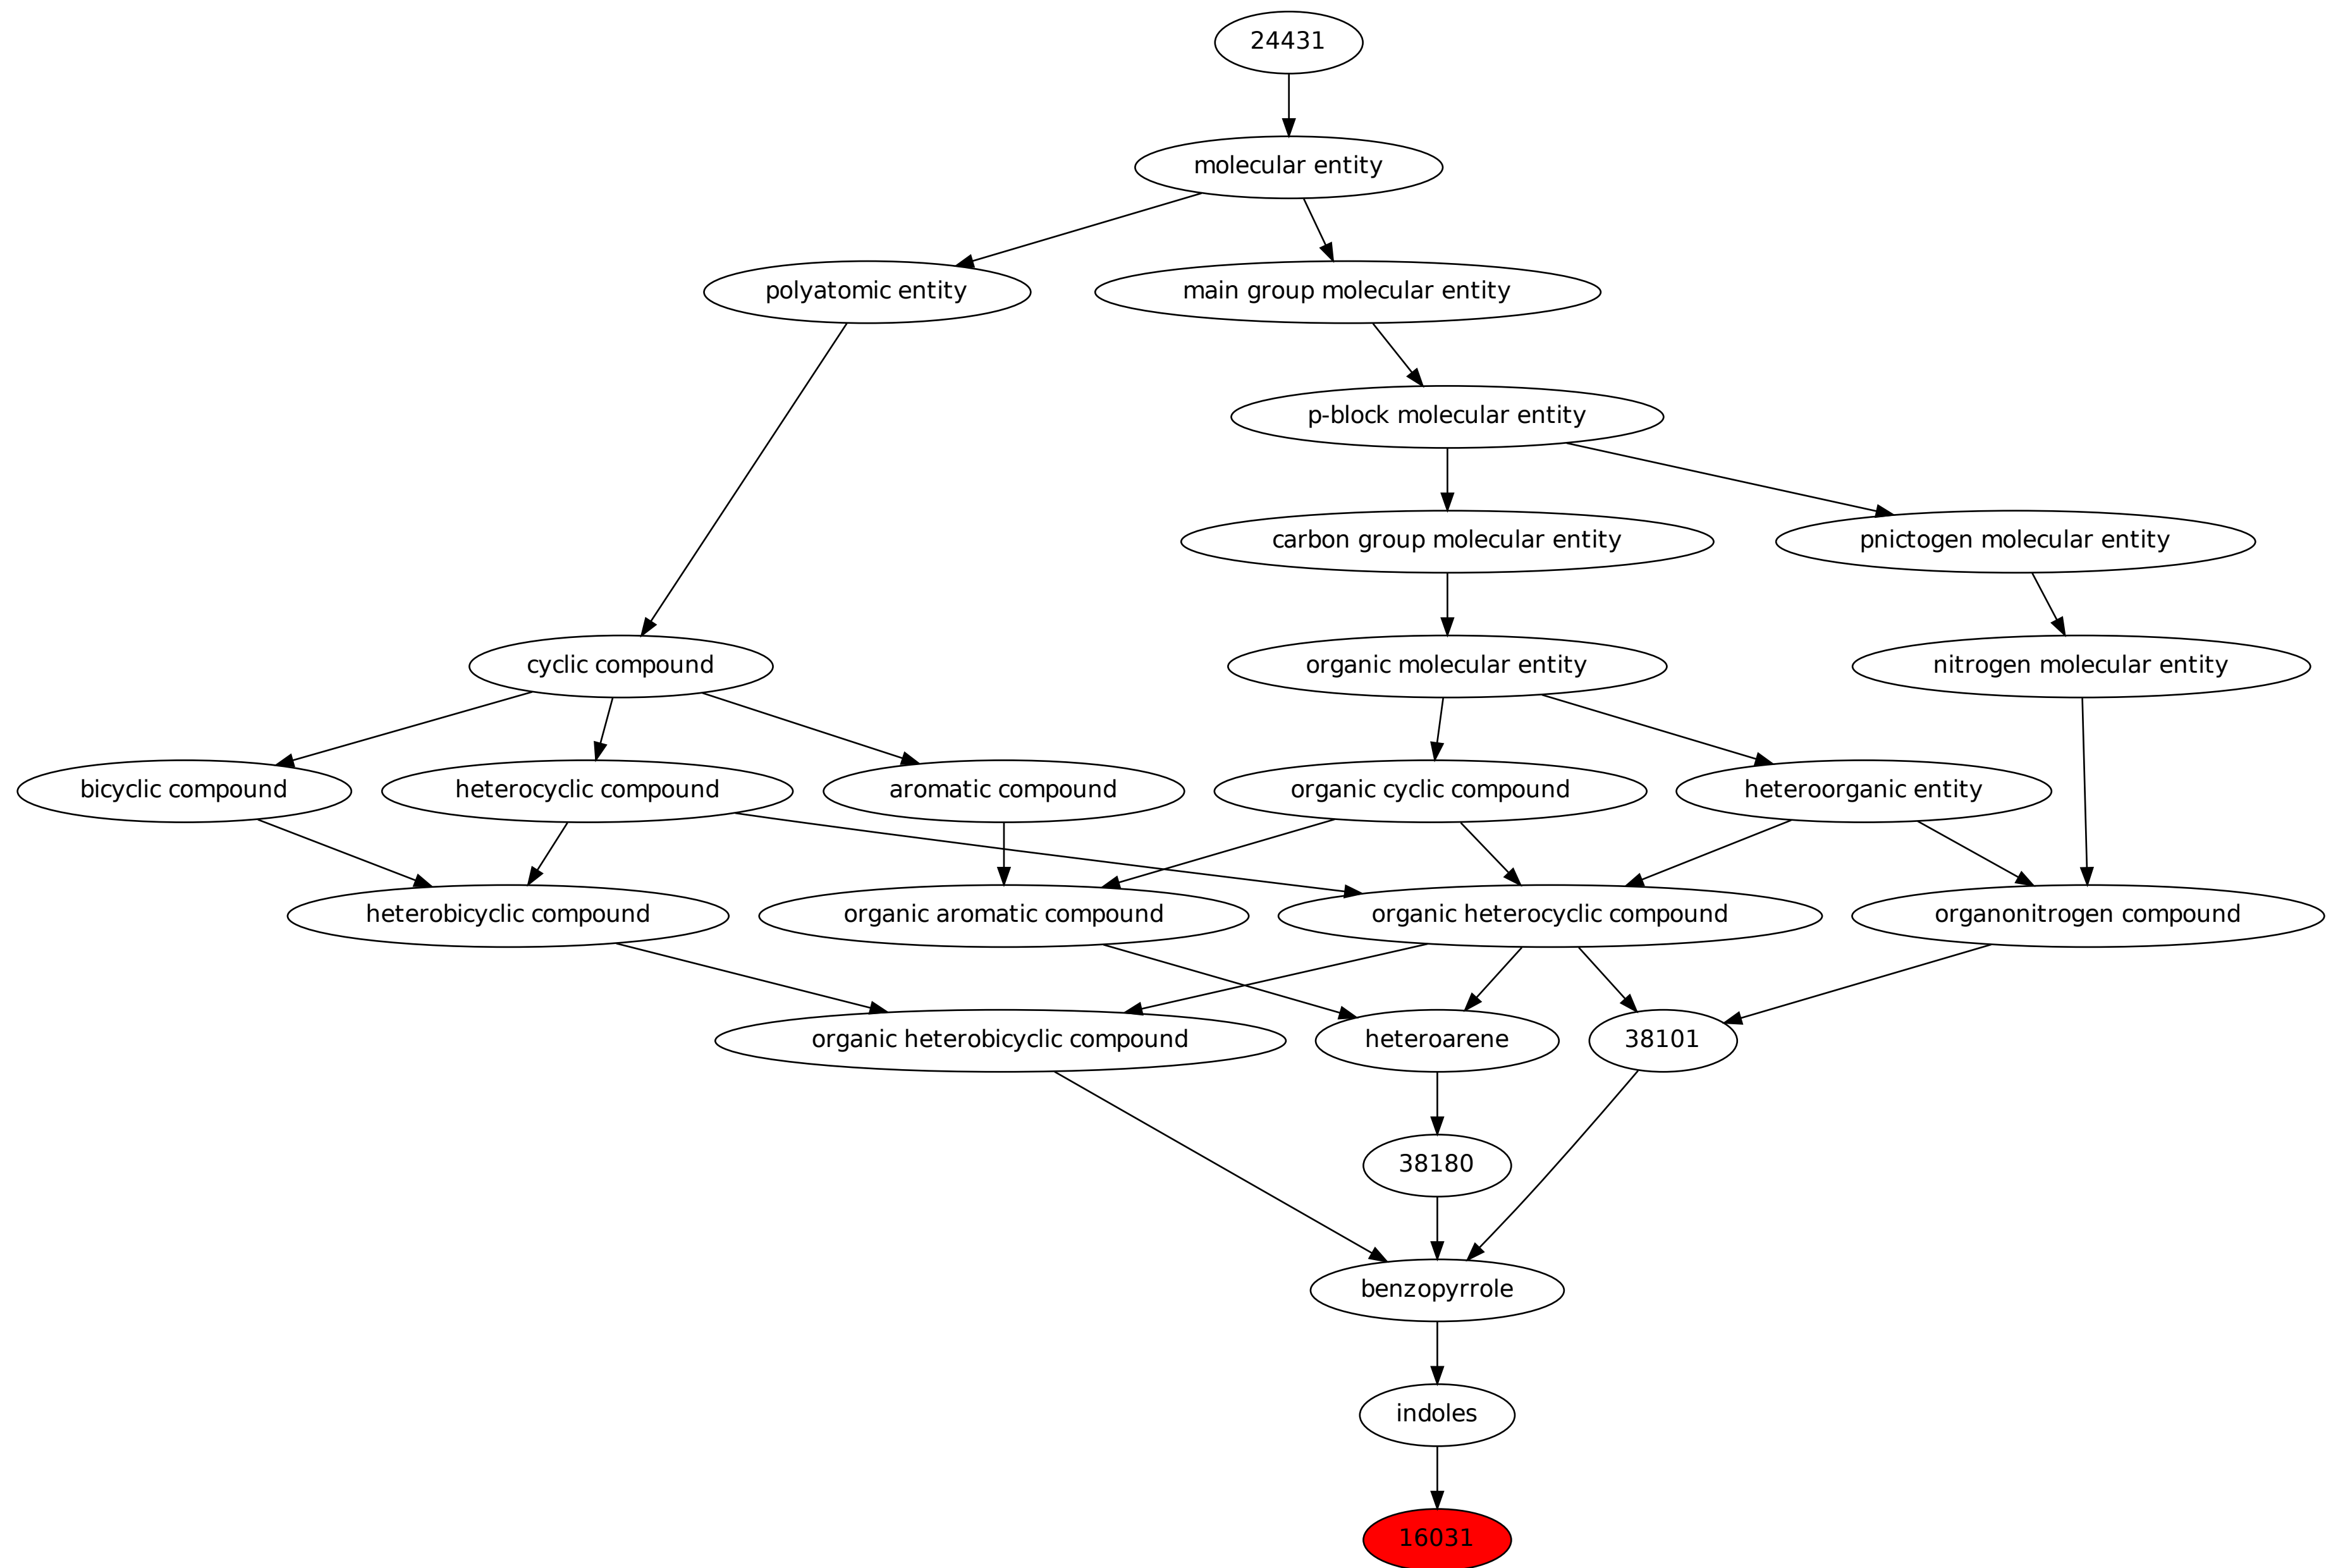 24431
molecular entity
polyatomic entity
main group molecular entity
p-block molecular entity
carbon group molecular entity
pnictogen molecular entity
cyclic compound
organic molecular entity
nitrogen molecular entity
bicyclic compound
heterocyclic compound
aromatic compound
organic cyclic compound
heteroorganic entity
heterobicyclic compound
organic aromatic compound
organic heterocyclic compound
organonitrogen compound
organic heterobicyclic compound
heteroarene
38101
38180
benzopyrrole
indoles
16031